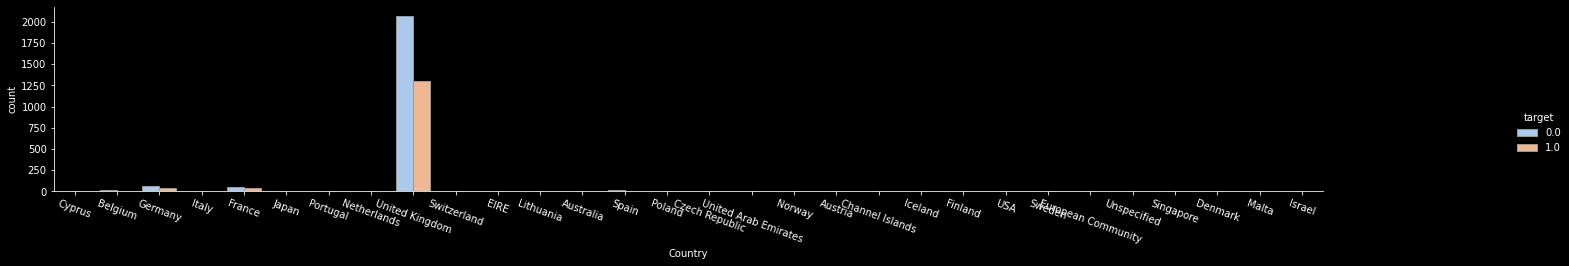 2000
1750
1500
1250
1000
750
500
250
0
count
Cyprus
Belgium
Germany
Italy
France
Japan
Portugal
Netherlands
United Kingdom
Switzerland
EIRE
Lithuania
Australia
Spain
Poland
Czech Republic
United Arab Emirates
Norway
Austria
Channel Islands
Iceland
Finland
USA
Sweden
European Community
Unspecified
Singapore
Denmark
Malta
Israel
Country
target
0.0
1.0